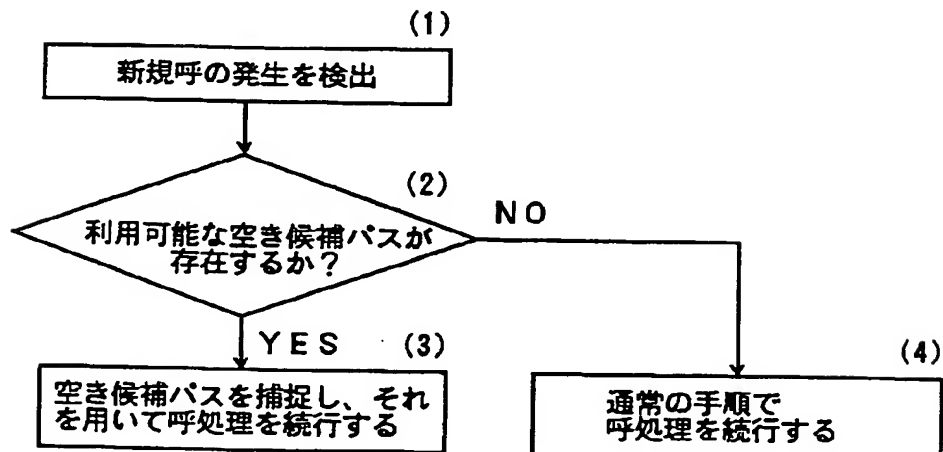 (1)
新規呼の発生を検出
(2)
利用可能な空き候補パスが
存在するか?
NO
YES
(3)
空き候補パスを捕捉し、それ
を用いて呼処理を続行する
(4)
通常の手順で
呼処理を続行する